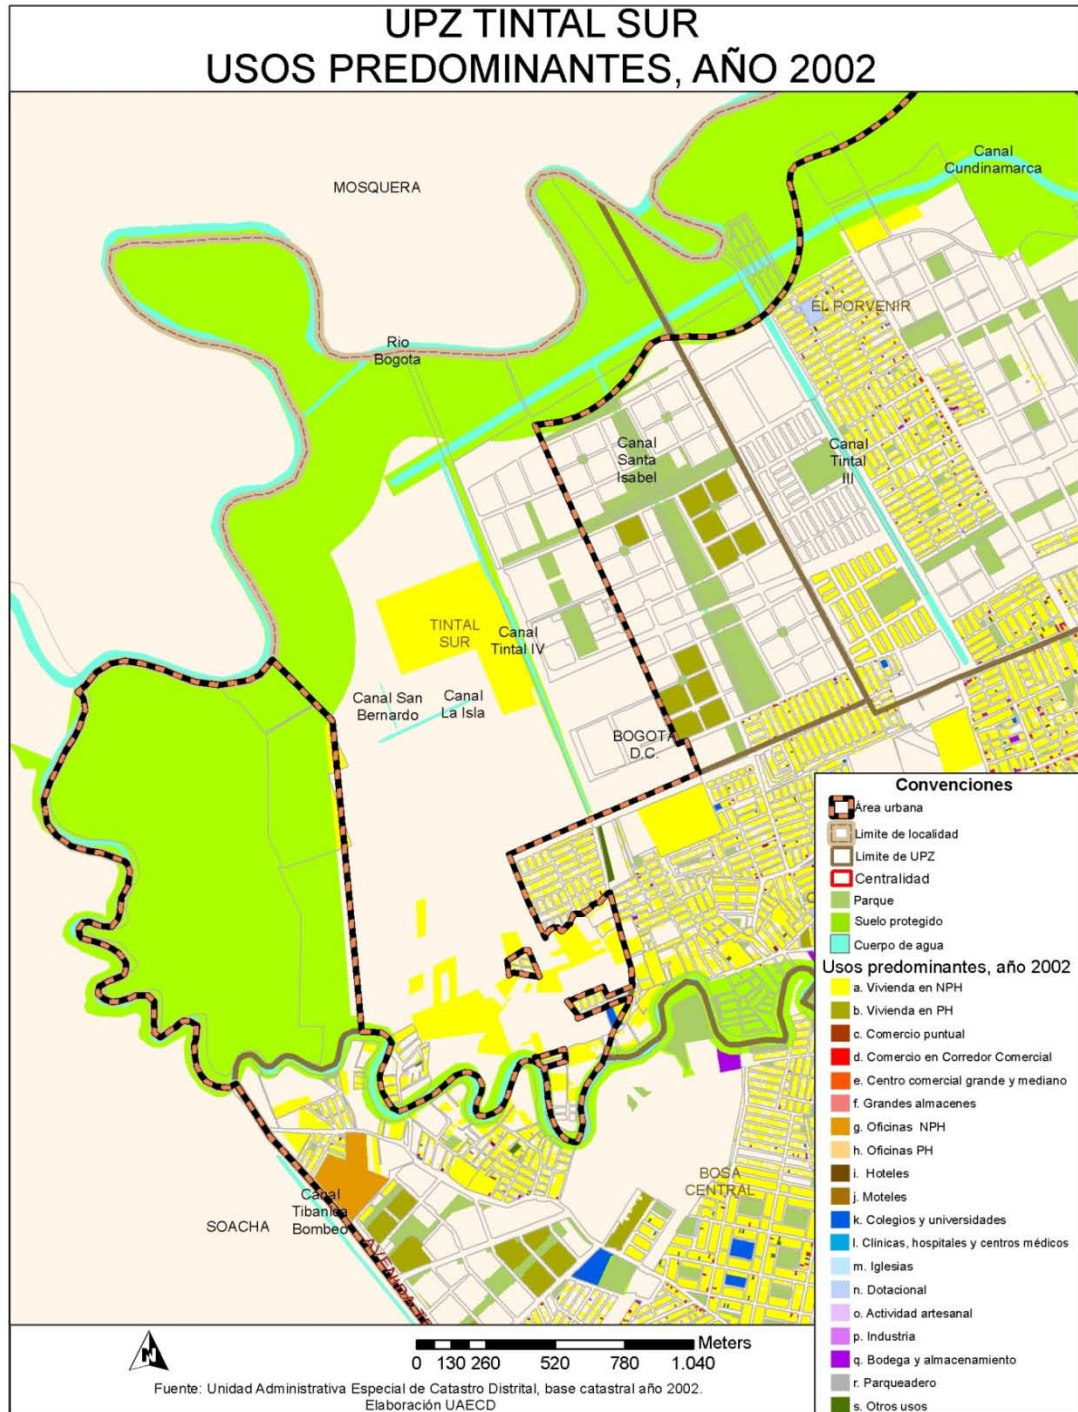 UPZ TINTAL SUR
USOS PREDOMINANTES, AÑO 2002
Canal
Cundinamarca
MOSQUERA
EL PORVENIR
Rio
Bogota
Canal
Santa
Isabel
Canal
Tintal
III
TINTAL
SUR
Canal
Tintal IV
Canal San
Bernardo
Canal
La Isla
BOGOTA
D.C.
BOSA
CENTRAL
Canal
Tibanica
Bombeo
SOACHA
Convenciones
Área urbana
Limite de localidad
Limite de UPZ
Centralidad
Parque
Suelo protegido
Cuerpo de agua
Usos predominantes, año 2002
a. Vivienda en NPH
b. Vivienda en PH
c. Comercio puntual
d. Comercio en Corredor Comercial
e. Centro comercial grande y mediano
f. Grandes almacenes
g. Oficinas NPH
h. Oficinas PH
i. Hoteles
j. Moteles
k. Colegios y universidades
l. Clínicas, hospitales y centros médicos
m. Iglesias
n. Dotacional
o. Actividad artesanal
p. Industria
q. Bodega y almacenamiento
r. Parqueadero
s. Otros usos
N
Meters
0 130 260 520 780 1.040
Fuente: Unidad Administrativa Especial de Catastro Distrital, base catastral año 2002.
Elaboración UAECD